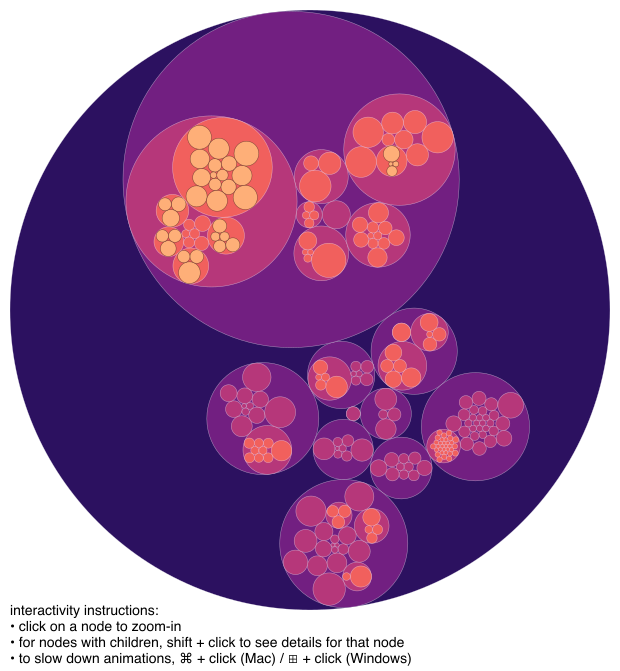 interactivity instructions:
• click on a node to zoom-in
• for nodes with children, shift + click to see details for that node
• to slow down animations, ⌘ + click (Mac) / ⊞ + click (Windows)